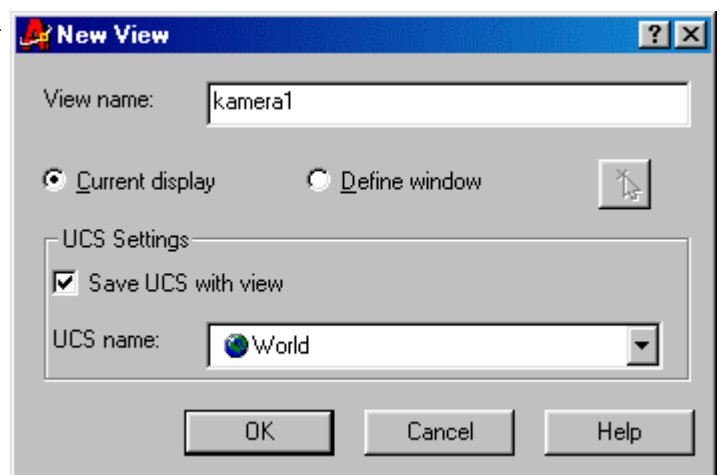 New View
View name: kamera1
Current display Define window
UCS Settings
Save UCS with view
UCS name: World
OK Cancel Help